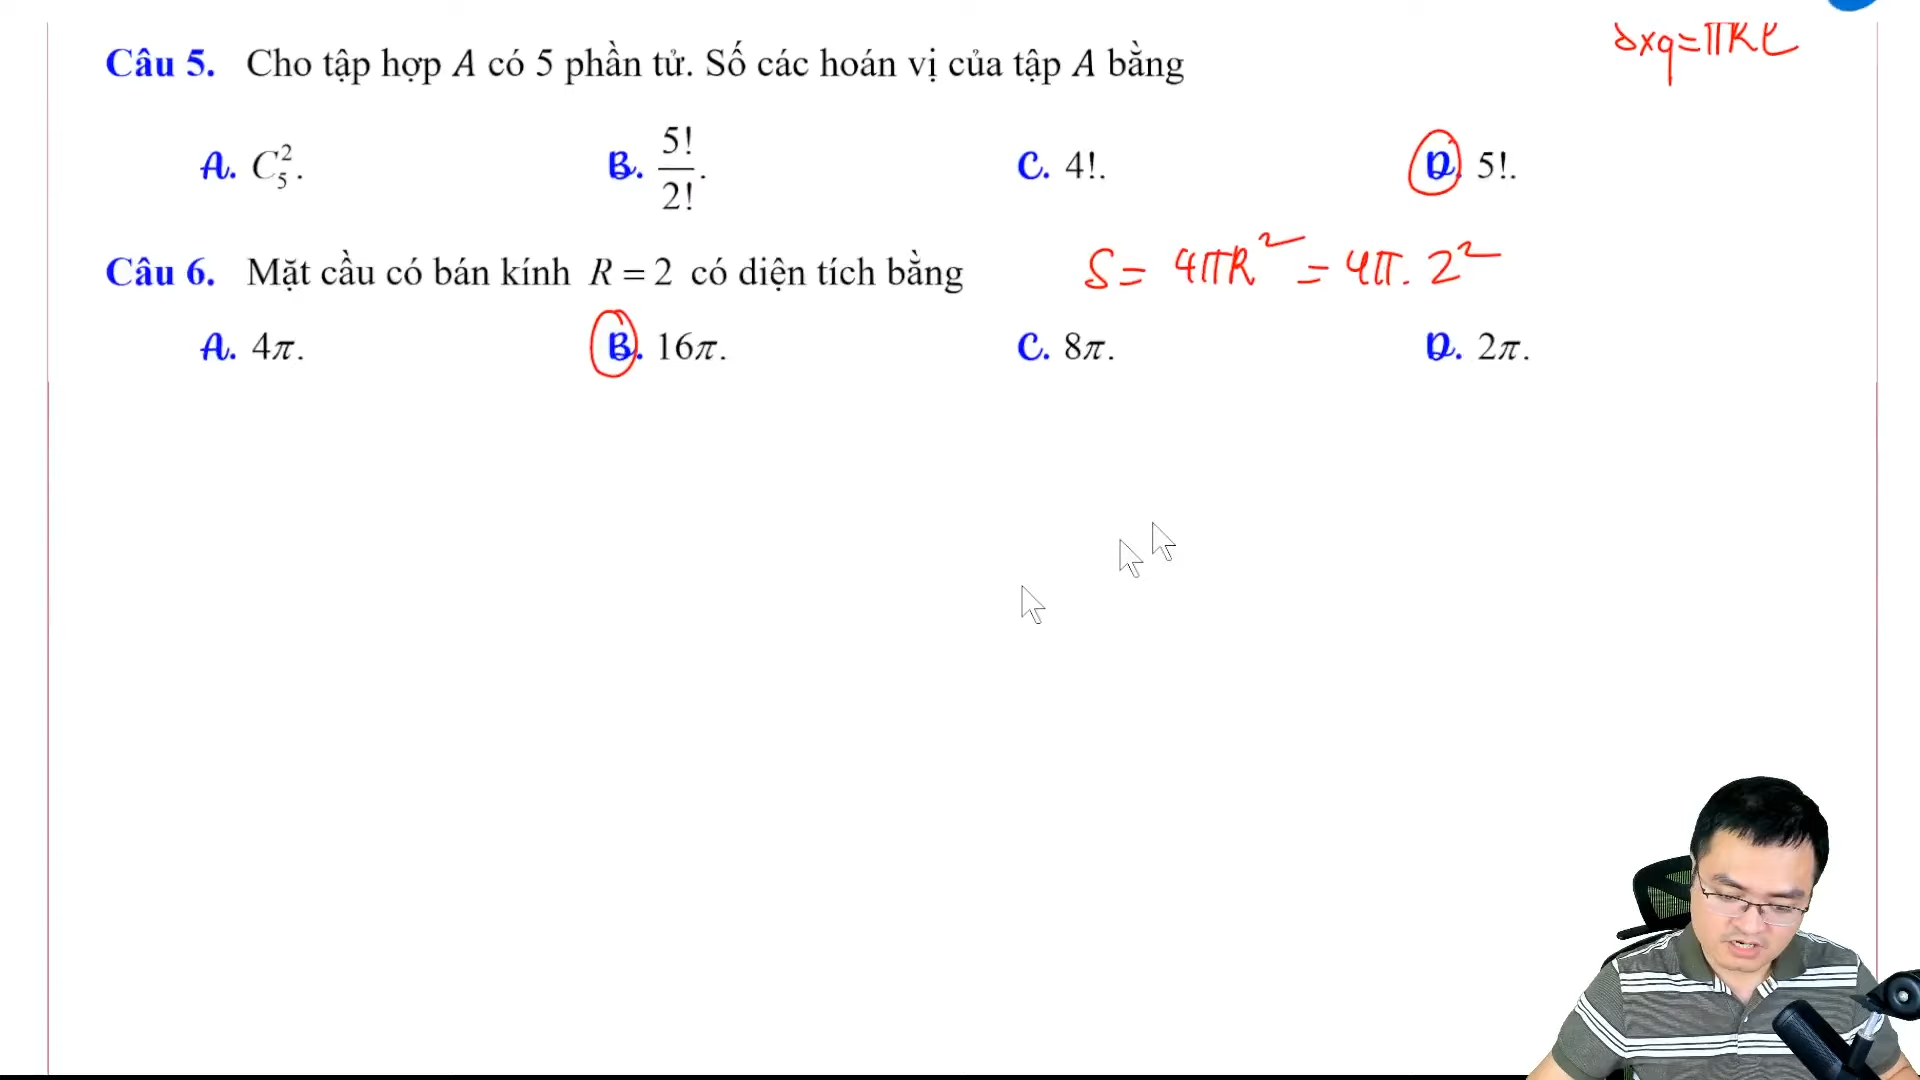 Sxq=πRl
Câu 5. Cho tập hợp A có 5 phần tử. Số các hoán vị của tập A bằng
A. C₅². B. 5!/2!. C. 4!. D. 5!.
Câu 6. Mặt cầu có bán kính R = 2 có diện tích bằng S = 4πR² = 4π. 2²
A. 4π. B. 16π. C. 8π. D. 2π.